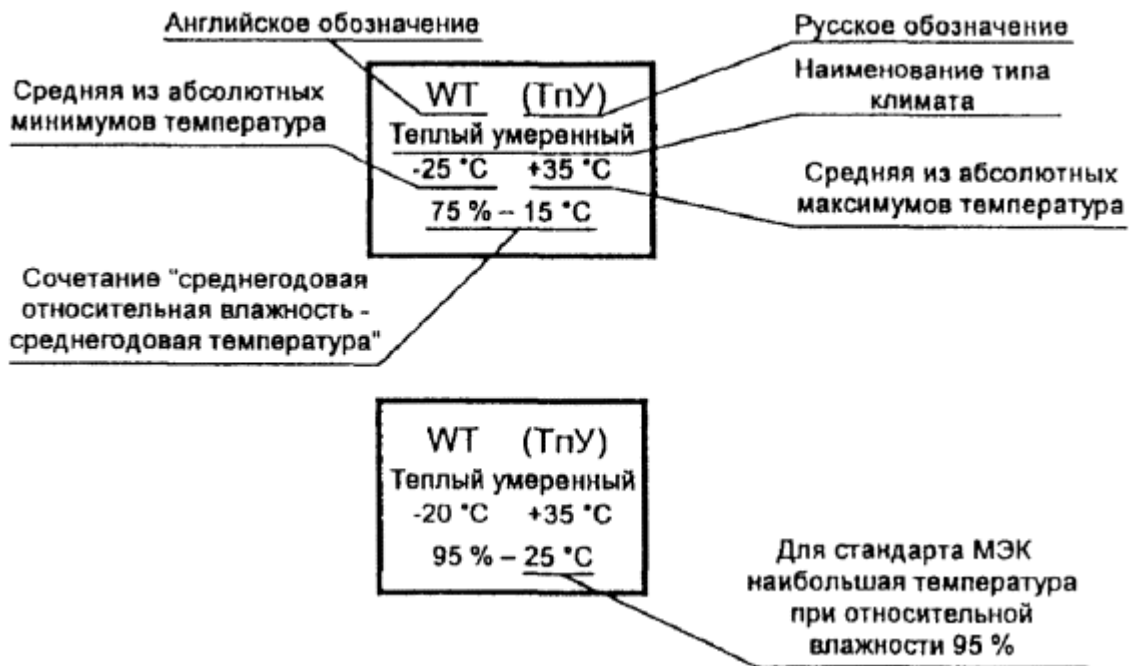 Английское обозначение
Русское обозначение
Средняя из абсолютных
минимумов температура
WT (ТпУ)
Теплый умеренный
-25 °С +35 °С
75 % – 15 °С
Наименование типа
климата
Средняя из абсолютных
максимумов температура
Сочетание "среднегодовая
относительная влажность -
среднегодовая температура"
WT (ТпУ)
Теплый умеренный
-20 °С +35 °С
95 % – 25 °С
Для стандарта МЭК
наибольшая температура
при относительной
влажности 95 %